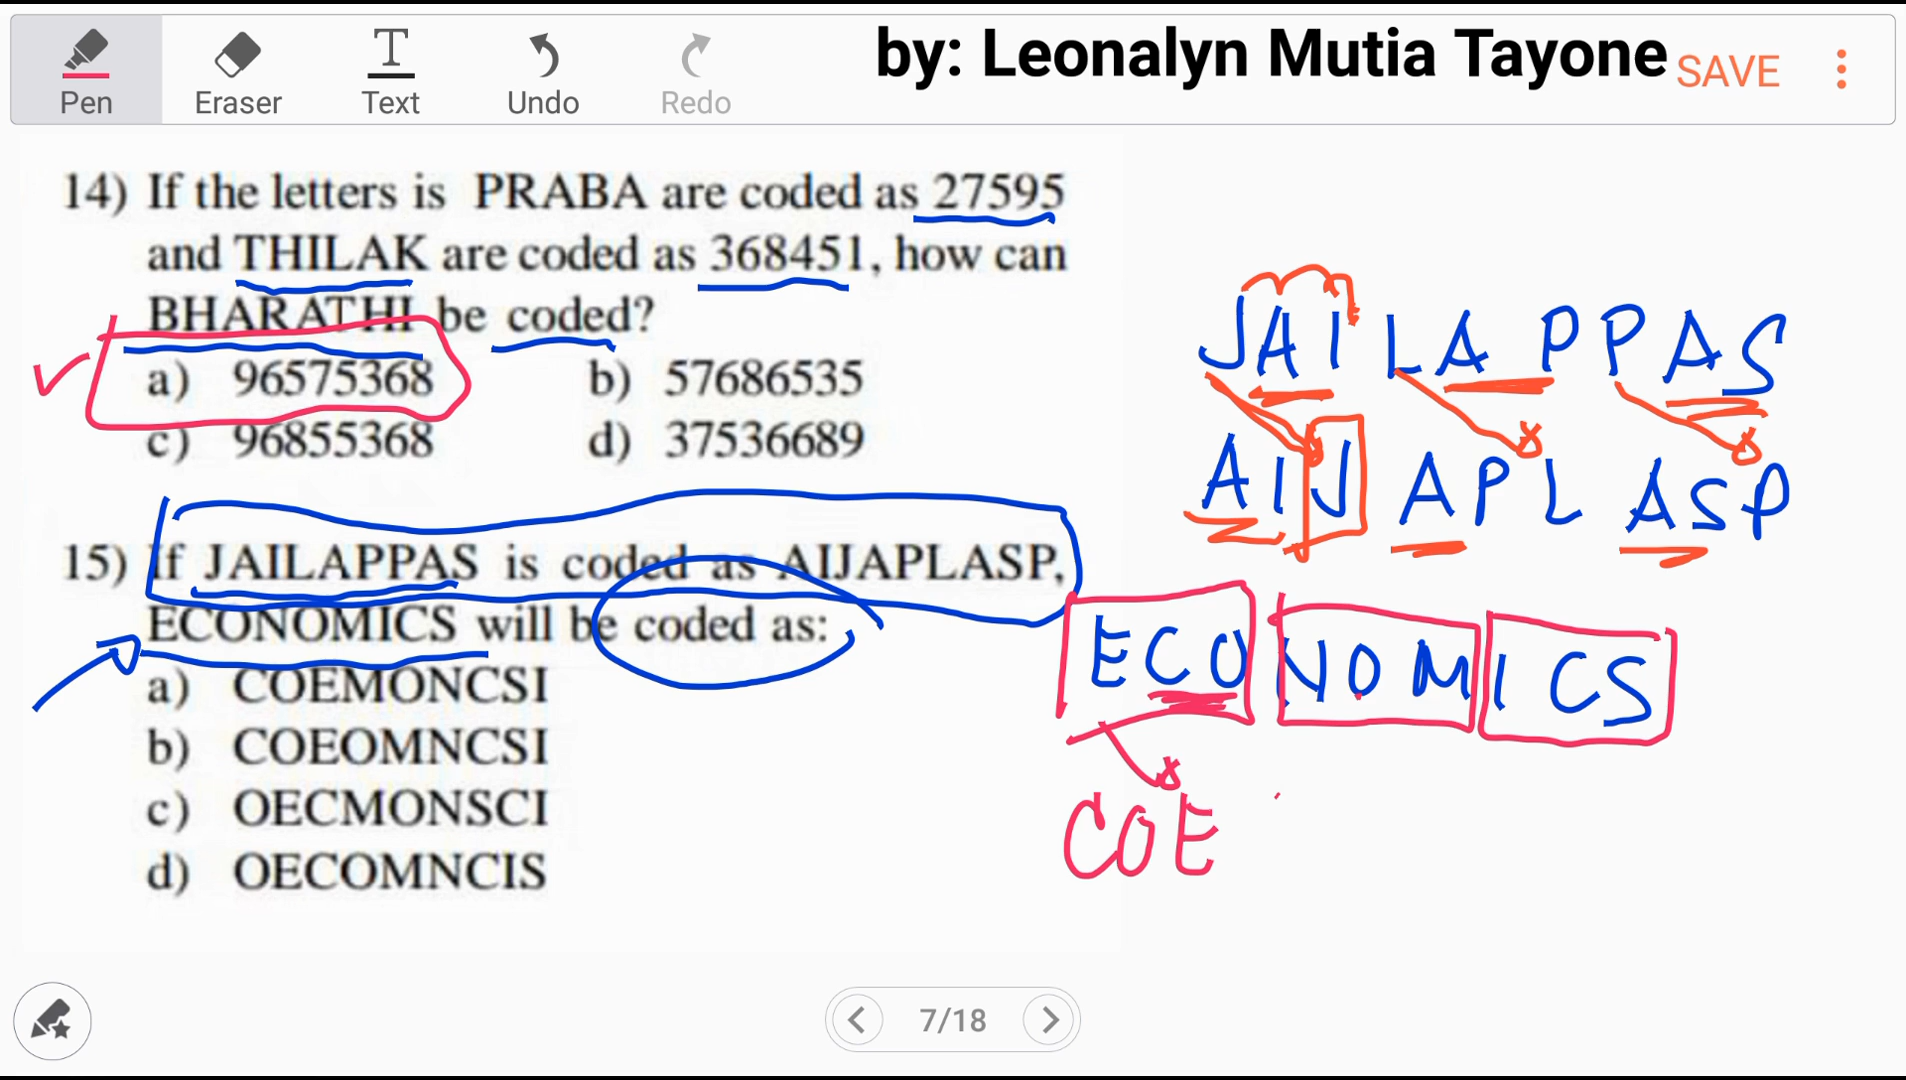 by: Leonalyn Mutia Tayone
Pen Eraser Text Undo Redo SAVE
14) If the letters is PRABA are coded as 27595
and THILAK are coded as 368451, how can
BHARATHI be coded?
a) 96575368 b) 57686535
c) 96855368 d) 37536689
15) If JAILAPPAS is coded as AIJAPLASP,
ECONOMICS will be coded as:
a) COEMONCSI
b) COEOMNCSI
c) OECMONSCI
d) OECOMNCIS
JAILAPPAS
AIJ APL ASP
ECO NOM ICS
COE
7/18